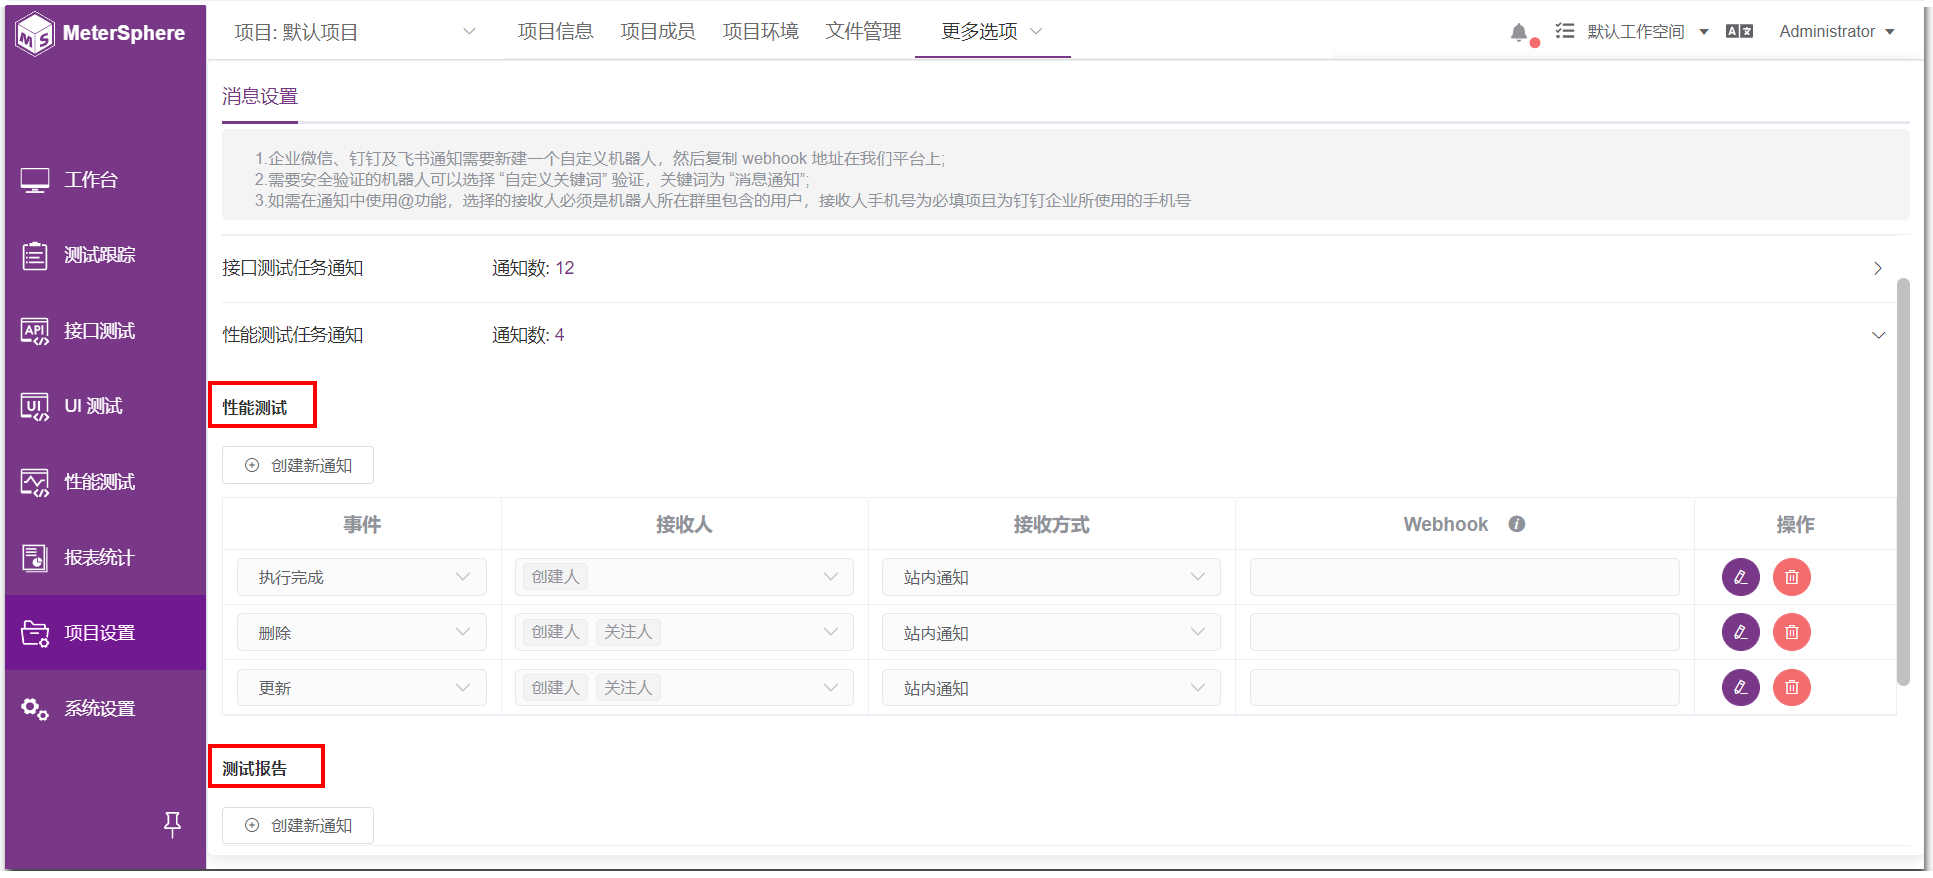 MeterSphere
项目: 默认项目
项目信息
项目成员
项目环境
文件管理
更多选项
默认工作空间
Administrator
工作台
测试跟踪
API
接口测试
UI
UI 测试
性能测试
报表统计
项目设置
系统设置
消息设置
1.企业微信、钉钉及飞书通知需要新建一个自定义机器人，然后复制 webhook 地址在我们平台上;
2.需要安全验证的机器人可以选择 “自定义关键词” 验证，关键词为 “消息通知”;
3.如需在通知中使用@功能，选择的接收人必须是机器人所在群里包含的用户，接收人手机号为必填项且为钉钉企业所使用的手机号
接口测试任务通知 通知数: 12
性能测试任务通知 通知数: 4
性能测试
创建新通知
事件 接收人 接收方式 Webhook 操作
执行完成 创建人 站内通知
删除 创建人 关注人 站内通知
更新 创建人 关注人 站内通知
测试报告
创建新通知